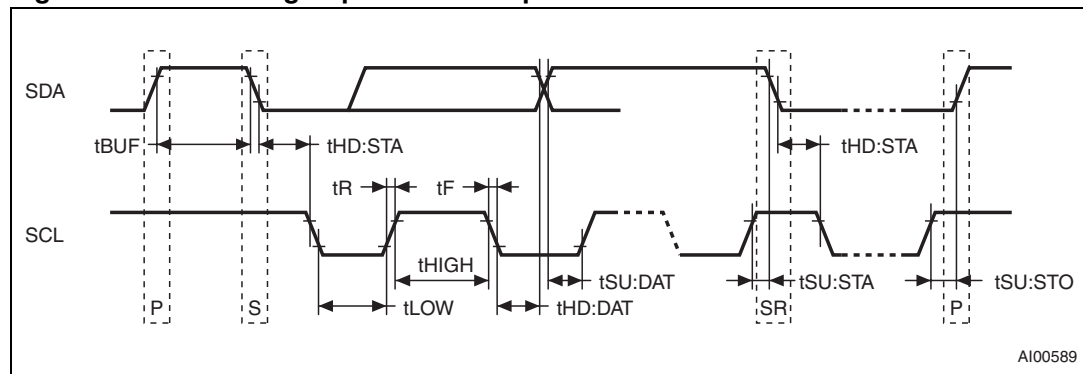 SDA
tBUF
tHD:STA
tHD:STA
tR
tF
SCL
tHIGH
tSU:DAT
tSU:STA
tSU:STO
P
S
tLOW
tHD:DAT
SR
P
AI00589